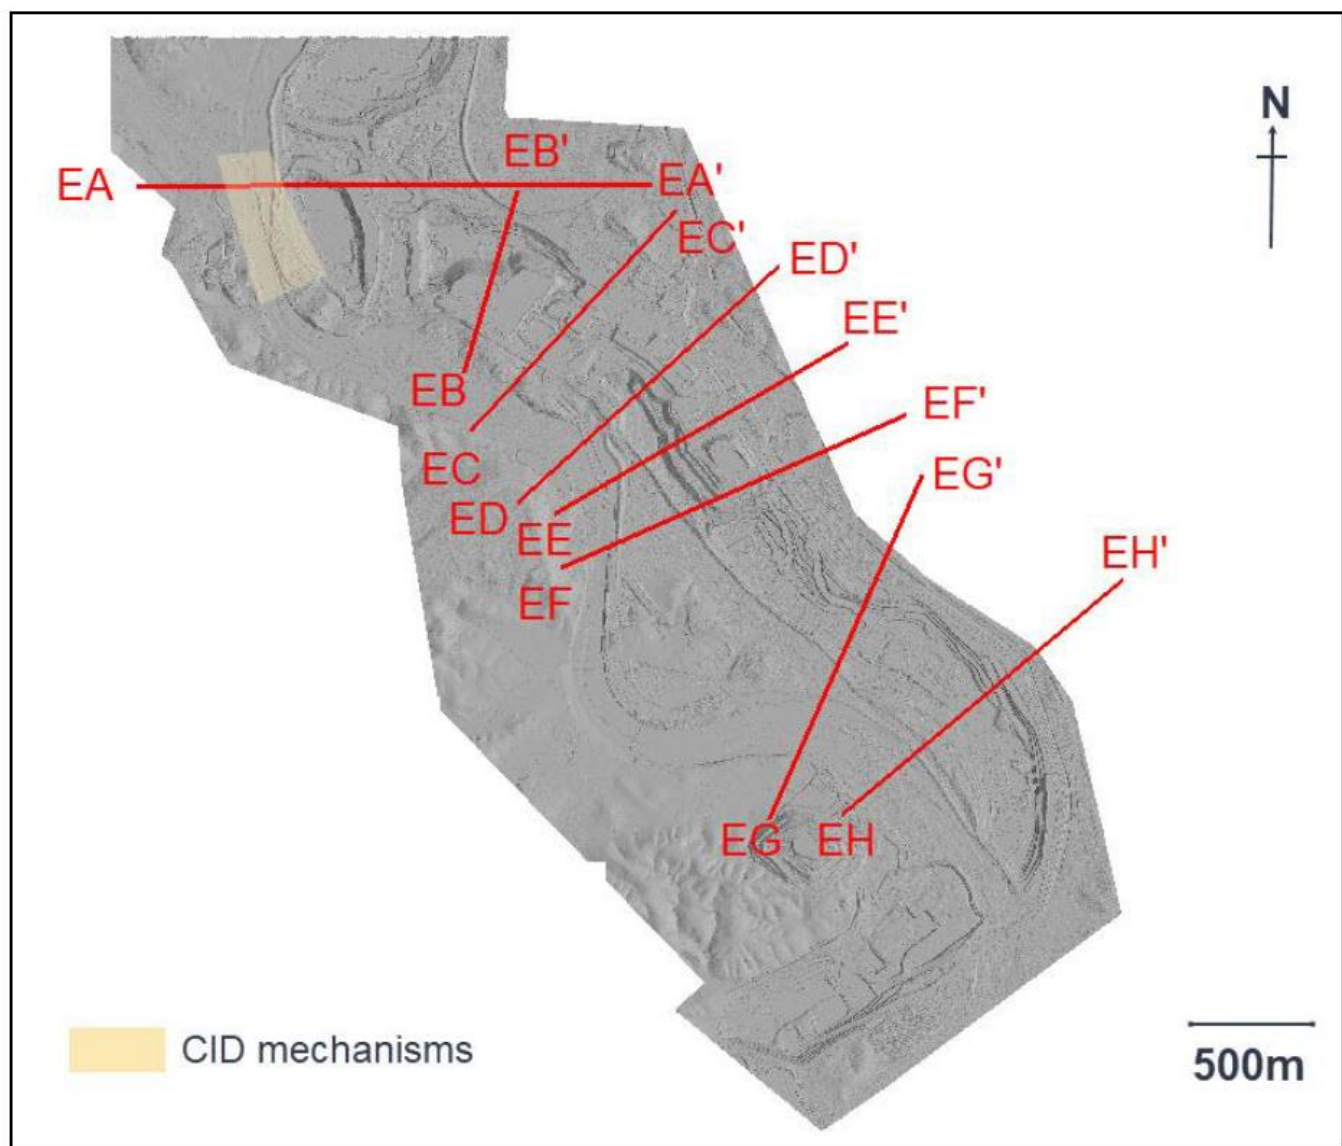 N
EB'
EA
EA'
EC'
ED'
EE'
EB
EF'
EC
EG'
ED
EE
EH'
EF
EG
EH
CID mechanisms
500m